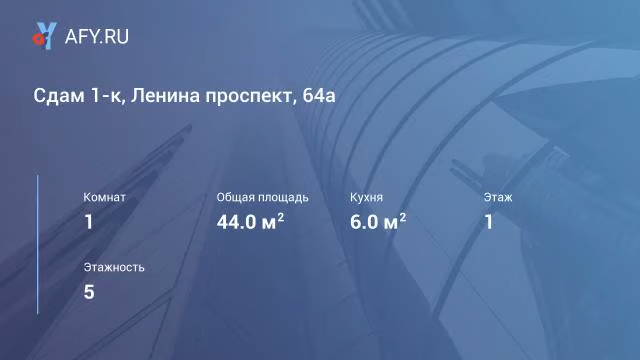 AFY.RU
Сдам 1-к, Ленина проспект, 64а
Комнат
1
Общая площадь
44.0 м²
Кухня
6.0 м²
Этаж
1
Этажность
5